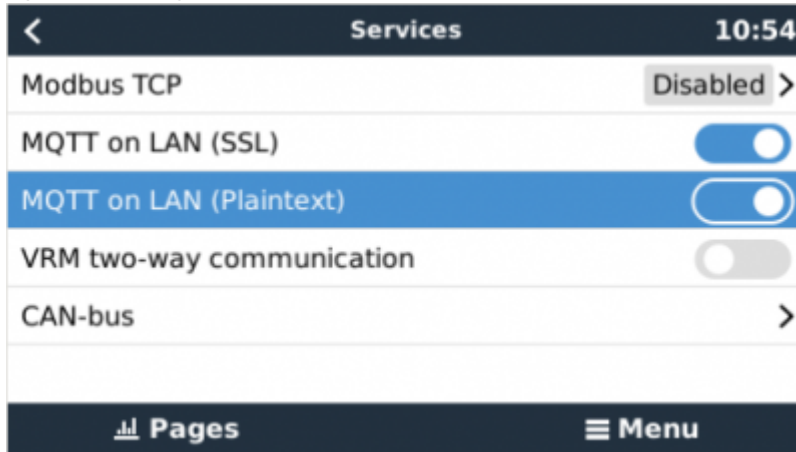 Services 10:54
Modbus TCP Disabled
MQTT on LAN (SSL)
MQTT on LAN (Plaintext)
VRM two-way communication
CAN-bus
Pages Menu